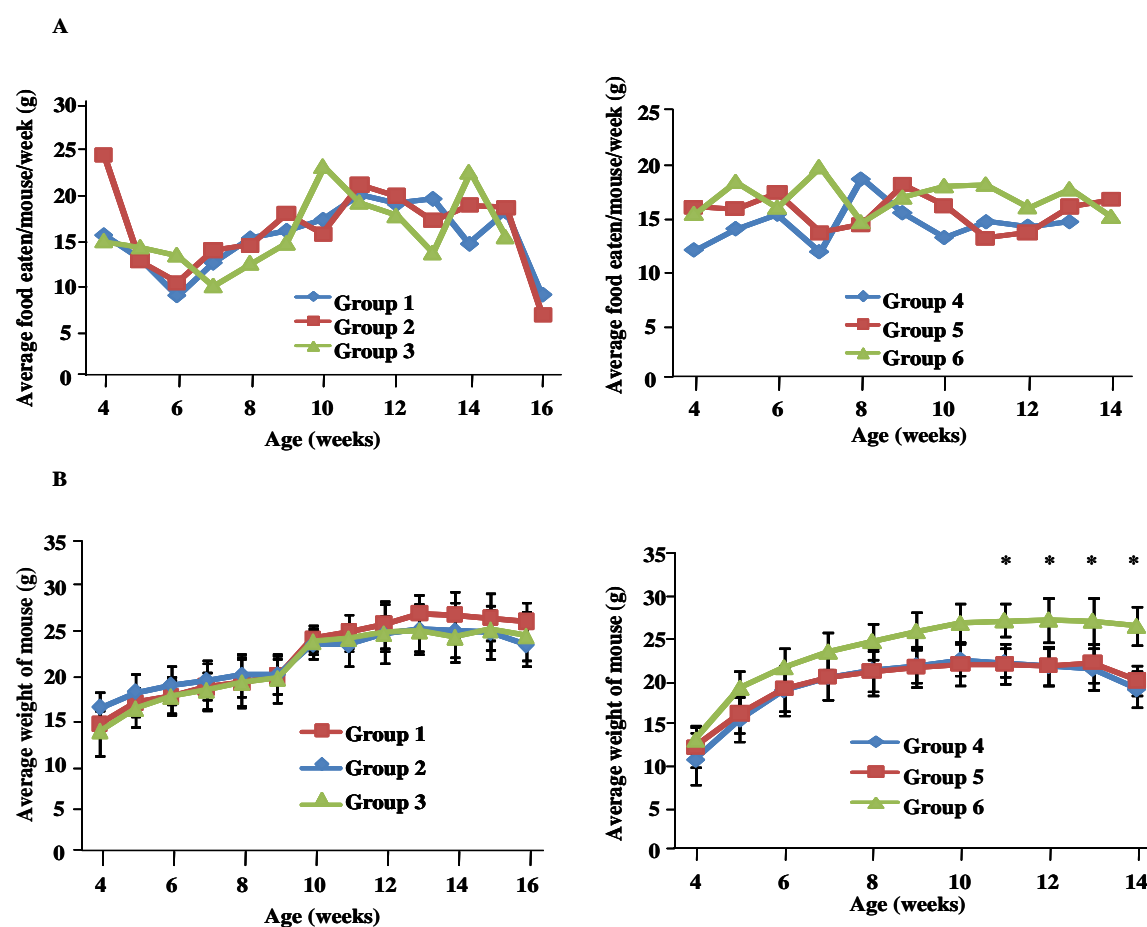 A
Average food eaten/mouse/week (g)
30
25
20
15
10
5
0
4 6 8 10 12 14 16
Age (weeks)
Group 1
Group 2
Group 3
Average food eaten/mouse/week (g)
25
20
15
10
5
0
4 6 8 10 12 14
Age (weeks)
Group 4
Group 5
Group 6
B
Average weight of mouse (g)
35
30
25
20
15
10
5
0
4 6 8 10 12 14 16
Age (weeks)
Group 1
Group 2
Group 3
Average weight of mouse (g)
35
30
25
20
15
10
5
0
* * * *
4 6 8 10 12 14
Age (weeks)
Group 4
Group 5
Group 6